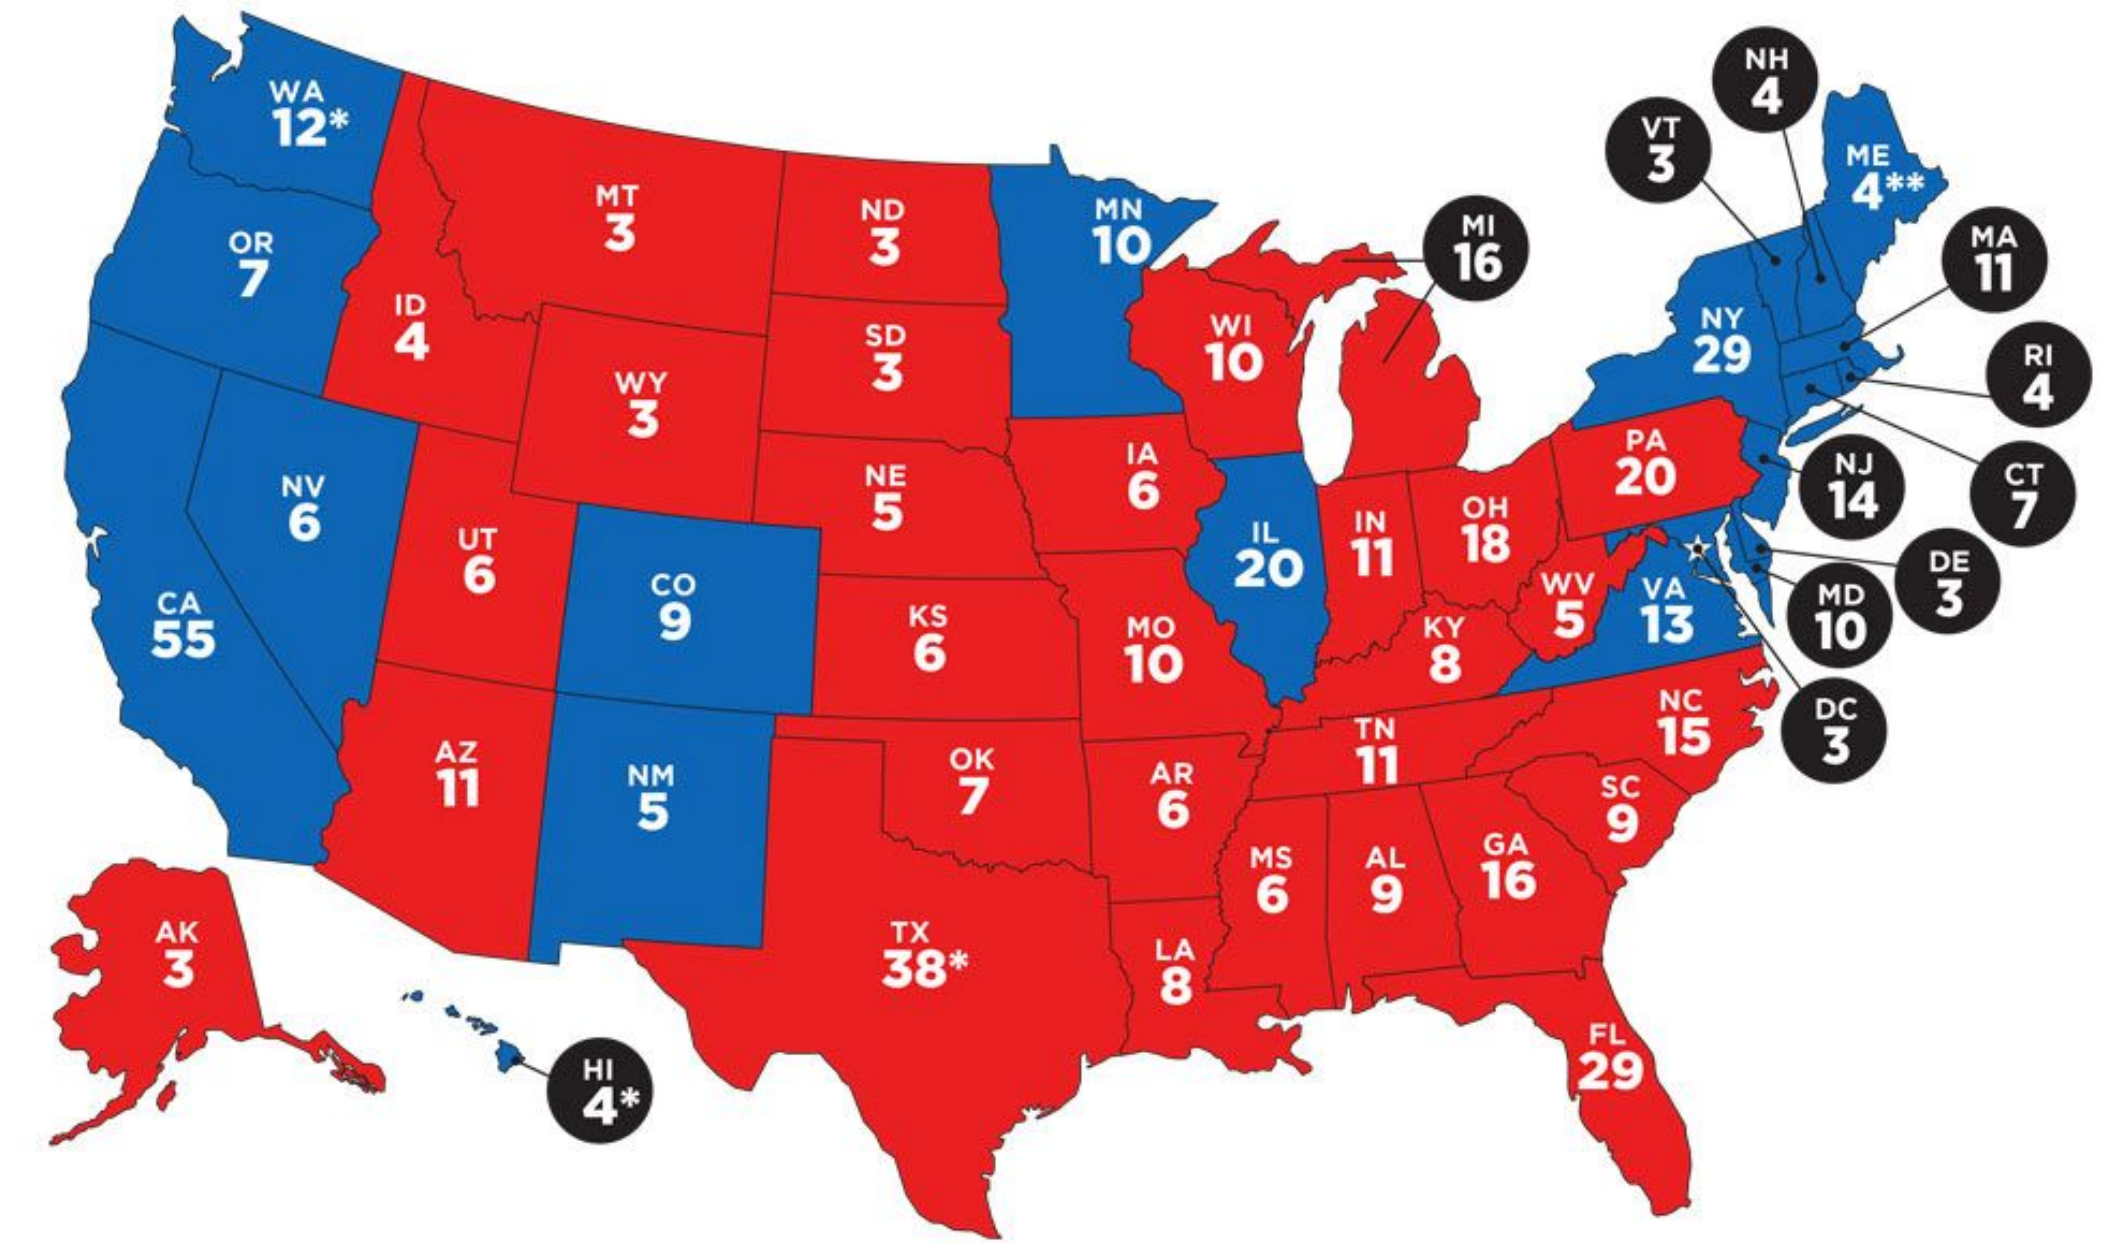 WA
12*
OR
7
CA
55
NV
6
ID
4
MT
3
WY
3
UT
6
AZ
11
CO
9
NM
5
ND
3
SD
3
NE
5
KS
6
OK
7
TX
38*
MN
10
IA
6
MO
10
AR
6
LA
8
WI
10
IL
20
MI
16
IN
11
OH
18
KY
8
TN
11
MS
6
AL
9
GA
16
FL
29
SC
9
NC
15
VA
13
WV
5
PA
20
NY
29
VT
3
NH
4
ME
4**
MA
11
RI
4
CT
7
NJ
14
DE
3
MD
10
DC
3
AK
3
HI
4*